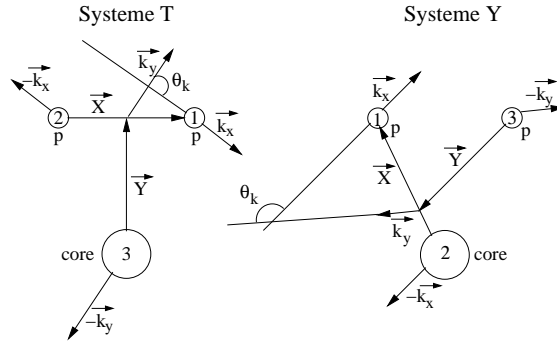 Systeme T
Systeme Y
−k_x
k_y
θ_k
X
2
1
p
p
k_x
Y
core
3
−k_y
k_x
1
p
−k_y
3
p
Y
X
θ_k
k_y
2
core
−k_x